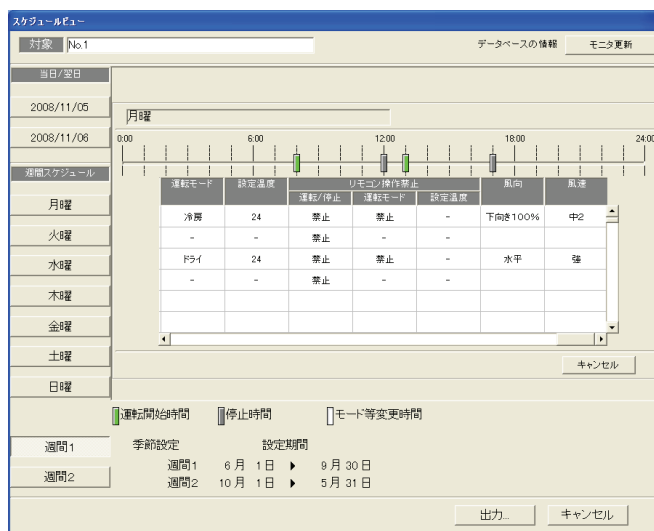 スケジュールビュー
対象 No.1 データベースの情報 モニタ更新
当日/翌日
2008/11/05
2008/11/06
月曜
0:00 6:00 12:00 18:00 24:00
週間スケジュール
月曜
火曜
水曜
木曜
金曜
土曜
日曜
運転モード 設定温度 リモコン操作禁止 風向 風速
運転/停止 運転モード 設定温度
冷房 24 禁止 禁止 - 下向き100% 中2
- - 禁止 - - - -
ドライ 24 禁止 禁止 - 水平 強
- - 禁止 - - - -
キャンセル
運転開始時間 停止時間 モード等変更時間
週間1
週間2
季節設定 設定期間
週間1 6月 1日 ▶ 9月 30日
週間2 10月 1日 ▶ 5月 31日
出力... キャンセル